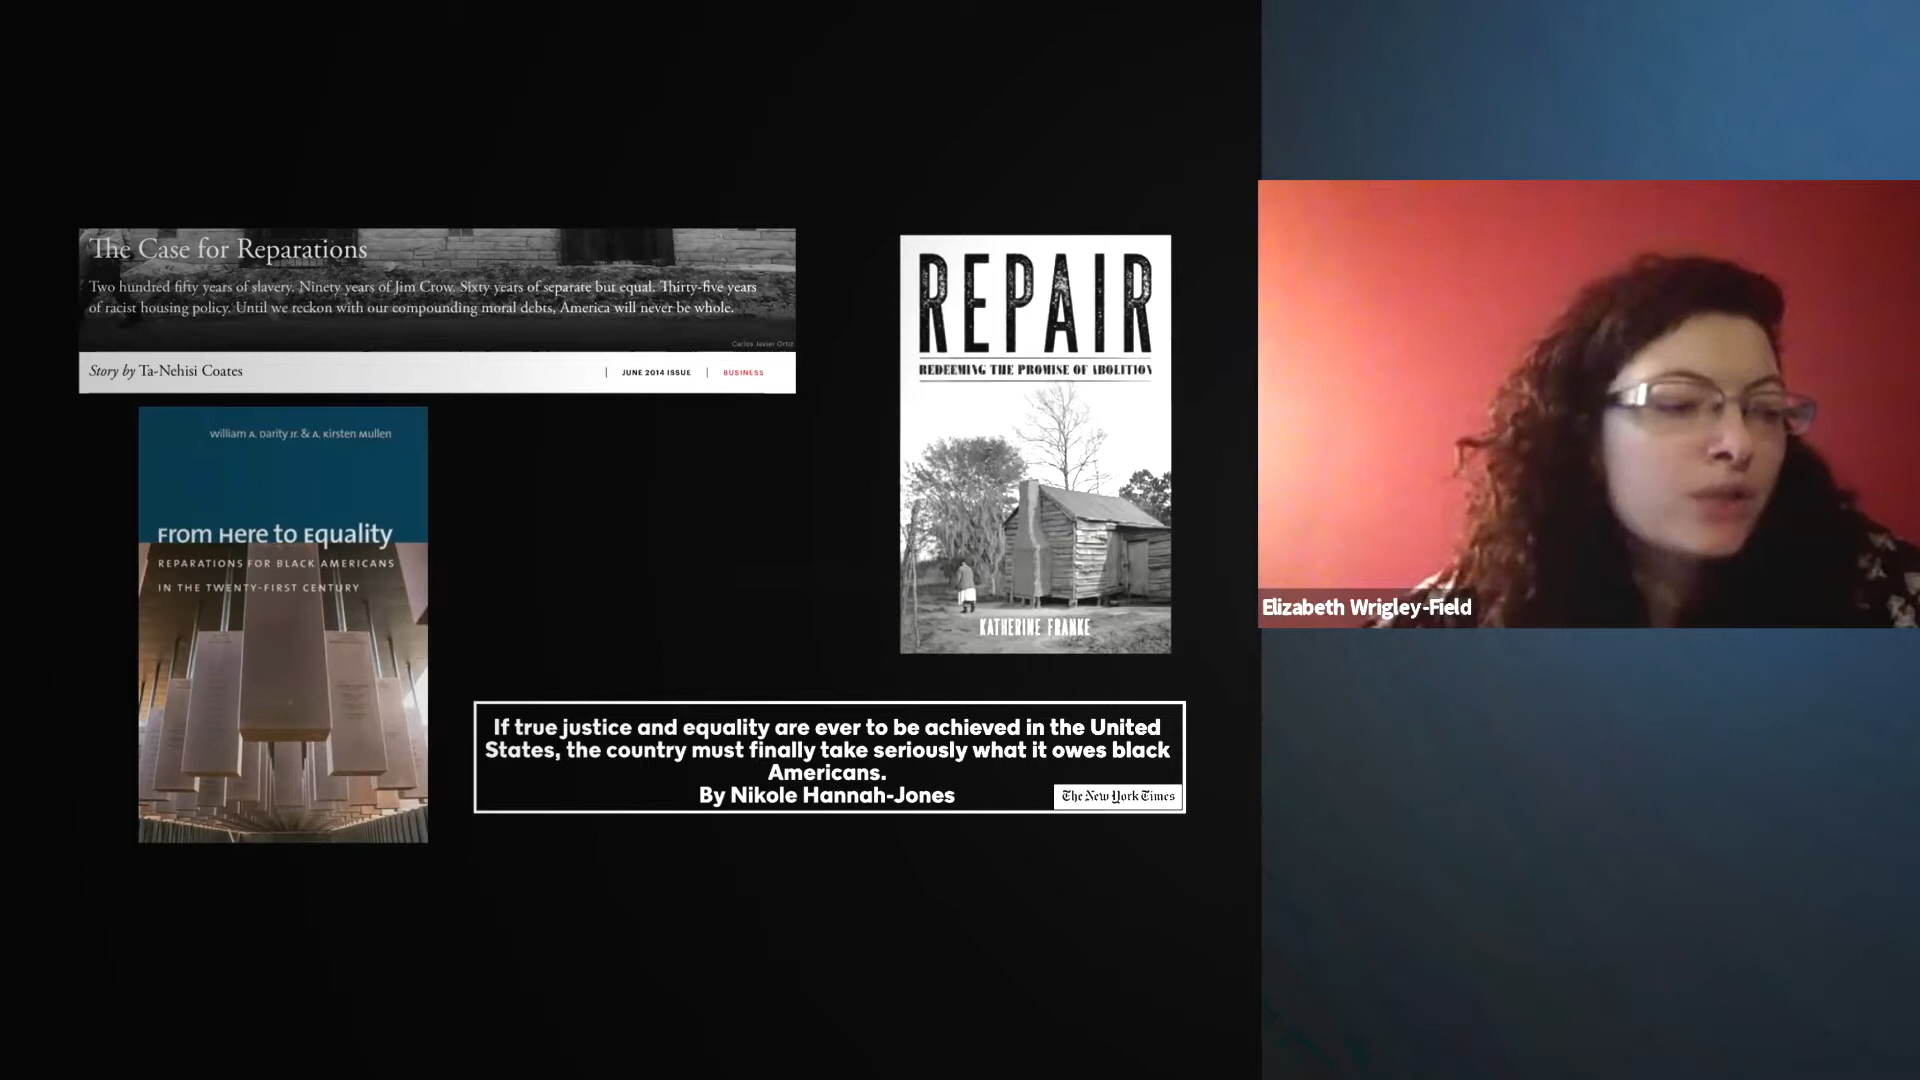 The Case for Reparations
Two hundred fifty years of slavery. Ninety years of Jim Crow. Sixty years of separate but equal. Thirty-five years
of racist housing policy. Until we reckon with our compounding moral debts, America will never be whole.
Carlos Javier Ortiz
Story by Ta-Nehisi Coates | JUNE 2014 ISSUE | BUSINESS
REPAIR
REDEEMING THE PROMISE OF ABOLITION
KATHERINE FRANKE
William A. Darity Jr. & A. Kirsten Mullen
From Here to Equality
REPARATIONS FOR BLACK AMERICANS
IN THE TWENTY-FIRST CENTURY
If true justice and equality are ever to be achieved in the United
States, the country must finally take seriously what it owes black
Americans.
By Nikole Hannah-Jones
The New York Times
Elizabeth Wrigley-Field